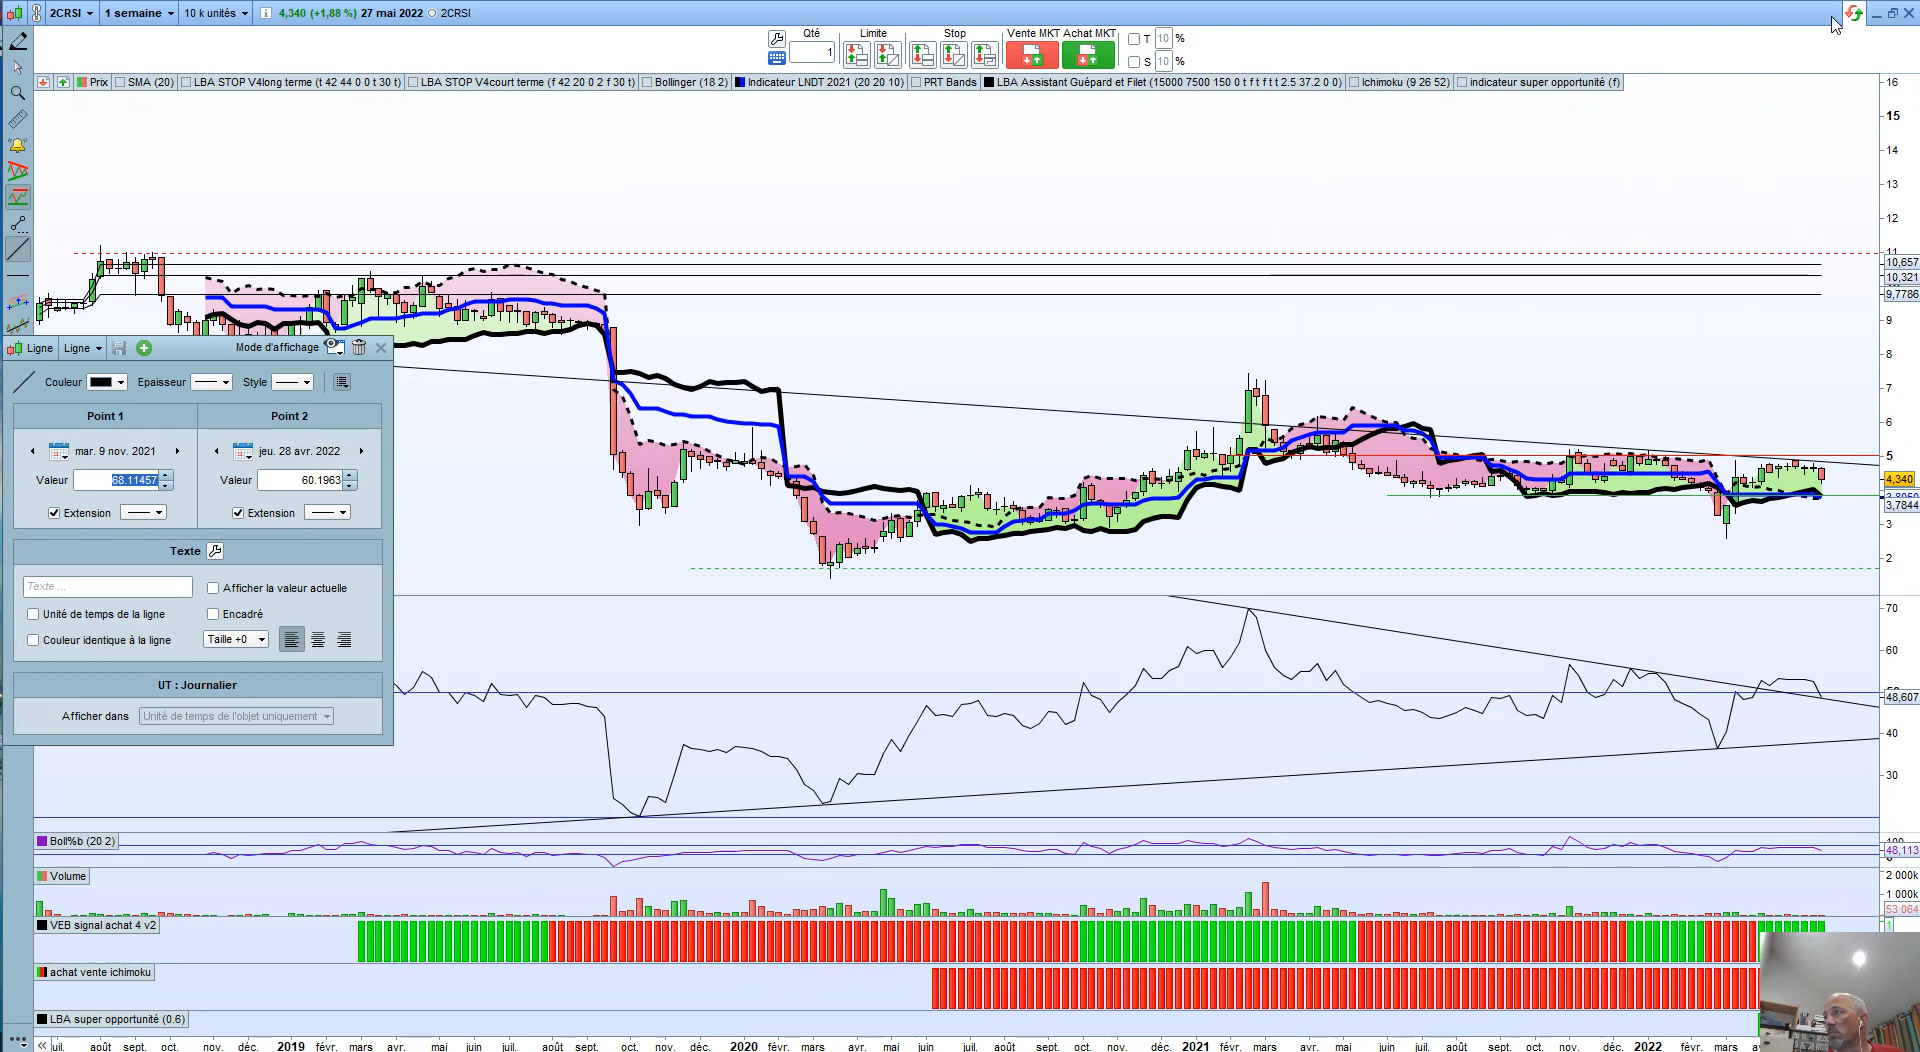 2CRSI 1 semaine 10 k unités 4,340 (+1,88 %) 27 mai 2022 2CRSI
Qté Limite Stop Vente MKT Achat MKT T 10 %
1 S 10 %
Prix SMA (20) LBA STOP V4long terme (t 42 44 0 0 t 30 t) LBA STOP V4court terme (f 42 20 0 2 f 30 t) Bollinger (18 2) Indicateur LNDT 2021 (20 20 10) PRT Bands LBA Assistant Guépard et Filet (15000 7500 150 0 t f t f t t 2.5 37.2 0 0) Ichimoku (9 26 52) indicateur super opportunité (f)
16
15
14
13
12
11
10,657
10,321
9,7786
9
8
7
6
5
4,340
3,7844
3
2
Ligne Ligne Mode d'affichage
Couleur Epaisseur Style
Point 1 Point 2
mar. 9 nov. 2021 jeu. 28 avr. 2022
Valeur 68.11457 Valeur 60.1963
Extension Extension
Texte
Texte ... Afficher la valeur actuelle
Unité de temps de la ligne Encadré
Couleur identique à la ligne Taille +0
UT : Journalier
Afficher dans Unité de temps de l'objet uniquement
70
60
48,607
40
30
Boll%b (20 2)
48,113
Volume
2 000k
1 000k
53 064
VEB signal achat 4 v2
achat vente ichimoku
LBA super opportunité (0.6)
août sept. oct. nov. déc. 2019 févr. mars avr. mai juin juil. août sept. oct. nov. déc. 2020 févr. mars avr. mai juin juil. août sept. oct. nov. déc. 2021 févr. mars avr. mai juin juil. août sept. oct. nov. déc. 2022 févr. mars